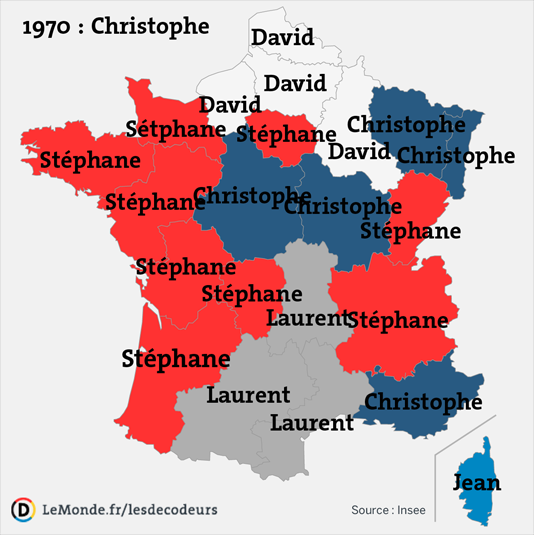 1970 : Christophe
David
David
David
Sétphane
Stéphane
Christophe
David
Christophe
Stéphane
Stéphane
Christophe
Christophe
Stéphane
Stéphane
Stéphane
Laurent
Stéphane
Stéphane
Laurent
Christophe
Laurent
Jean
D LeMonde.fr/lesdecodeurs
Source : Insee